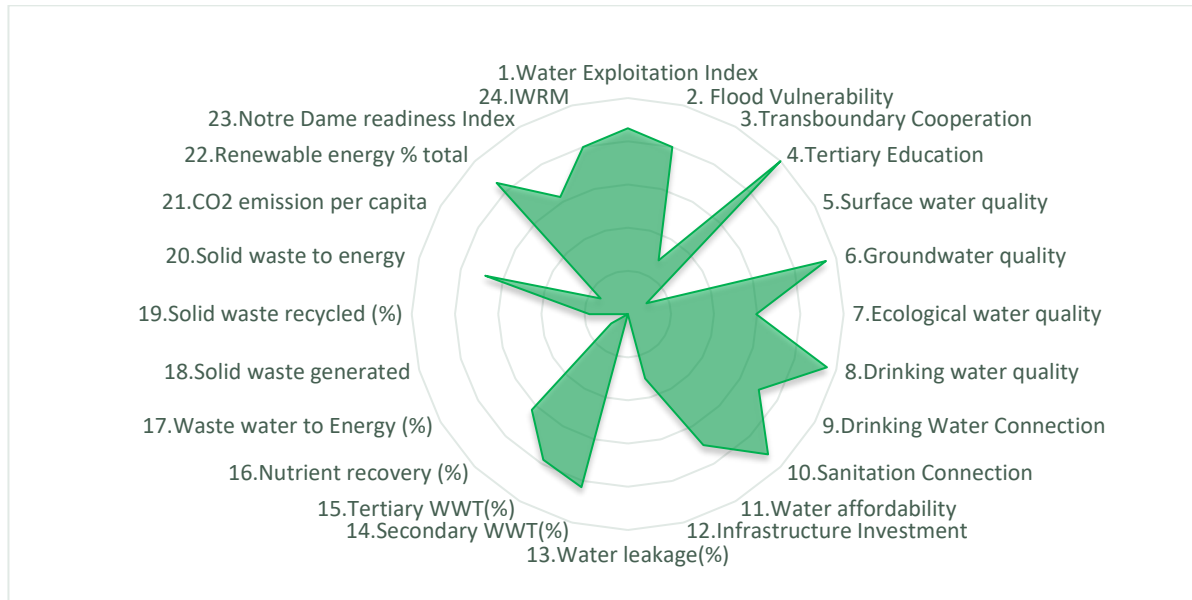 1.Water Exploitation Index
2. Flood Vulnerability
3.Transboundary Cooperation
4.Tertiary Education
5.Surface water quality
6.Groundwater quality
7.Ecological water quality
8.Drinking water quality
9.Drinking Water Connection
10.Sanitation Connection
11.Water affordability
12.Infrastructure Investment
13.Water leakage(%)
14.Secondary WWT(%)
15.Tertiary WWT(%)
16.Nutrient recovery (%)
17.Waste water to Energy (%)
18.Solid waste generated
19.Solid waste recycled (%)
20.Solid waste to energy
21.CO2 emission per capita
22.Renewable energy % total
23.Notre Dame readiness Index
24.IWRM